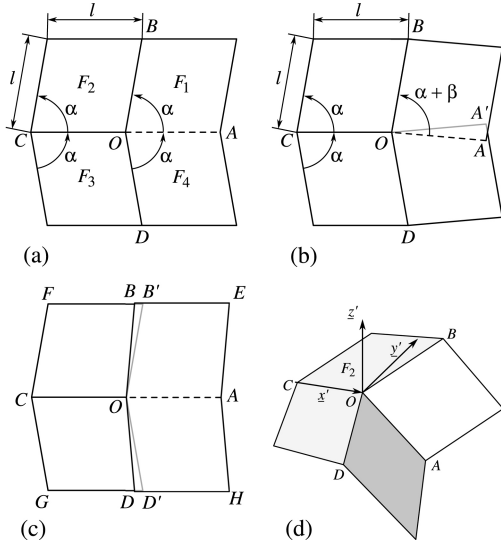 l
B
l
F₂
F₁
α
α
C
O
A
α
α
F₃
F₄
D
(a)
l
B
l
α
α + β
A'
C
O
A
α
D
(b)
F
B B'
E
C
O
A
G
D D'
H
(c)
z'
B
y'
F₂
C
x'
O
D
A
(d)